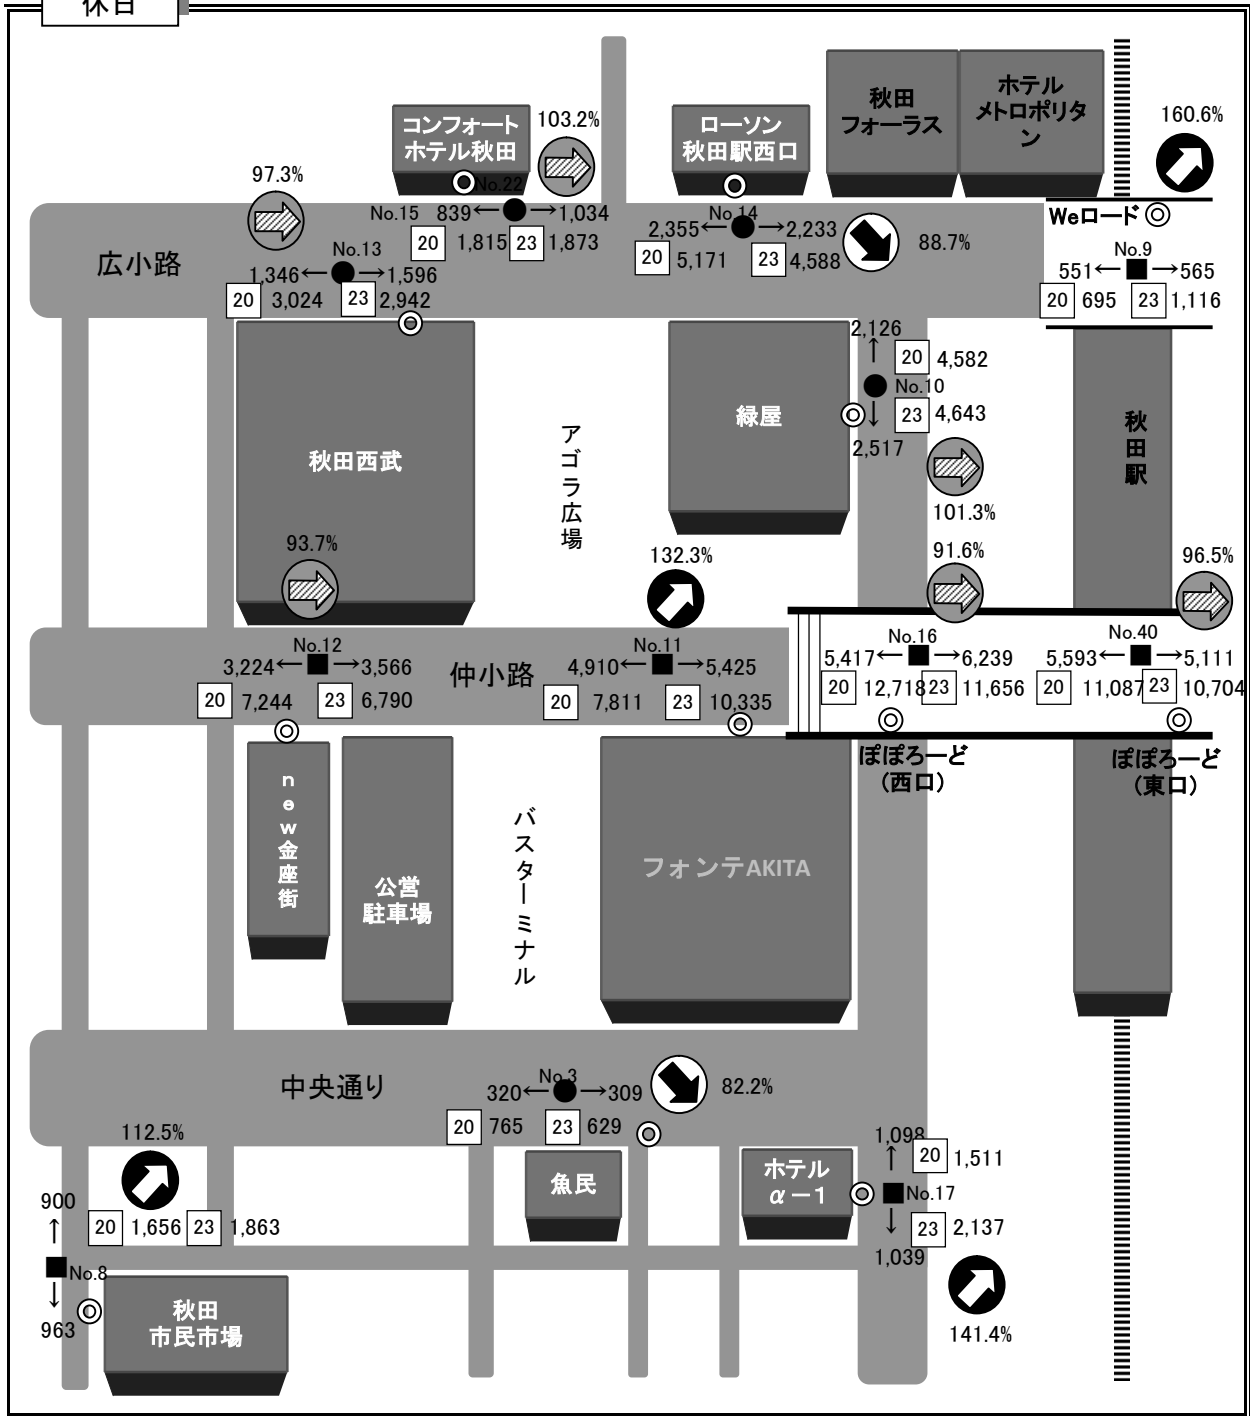 休日
コンフォート
ホテル秋田
103.2%
ローソン
秋田駅西口
秋田
フォーラス
ホテル
メトロポリタ
ン
160.6%
97.3%
No.22
No.15 839←●→1,034
20 1,815 23 1,873
No.14
2,355←●→2,233
20 5,171 23 4,588
88.7%
Weロード
No.9
551←■→565
20 695 23 1,116
広小路
No.13
1,346←●→1,596
20 3,024 23 2,942
2,126
↑
20 4,582
●No.10
23 4,643
↓
2,517
101.3%
秋田西武
アゴラ広場
緑屋
秋田駅
93.7%
132.3%
91.6%
96.5%
No.12
3,224←■→3,566
20 7,244 23 6,790
仲小路
No.11
4,910←■→5,425
20 7,811 23 10,335
No.16
5,417←■→6,239
20 12,718 23 11,656
No.40
5,593←■→5,111
20 11,087 23 10,704
ぽぽろーど
(西口)
ぽぽろーど
(東口)
new金座街
公営
駐車場
バスターミナル
フォンテAKITA
中央通り
No.3
320←●→309
20 765 23 629
82.2%
112.5%
900
↑
20 1,656 23 1,863
■No.8
↓
963
秋田
市民市場
魚民
ホテル
α－1
1,098
↑
20 1,511
■No.17
23 2,137
↓
1,039
141.4%